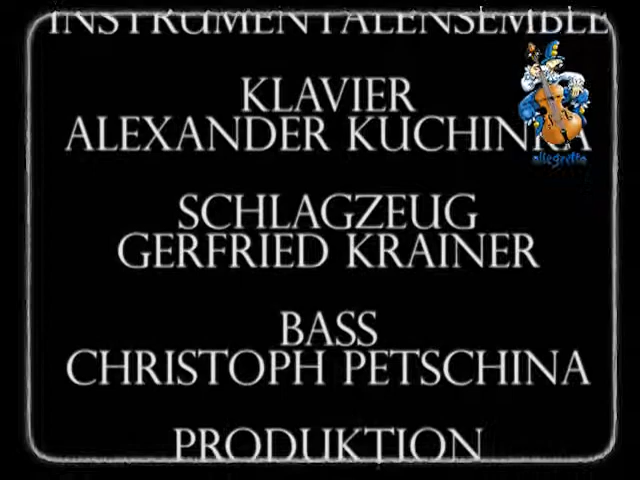 INSTRUMENTALENSEMBLE
KLAVIER
ALEXANDER KUCHINKA
allegretto
SCHLAGZEUG
GERFRIED KRAINER
BASS
CHRISTOPH PETSCHINA
PRODUKTION